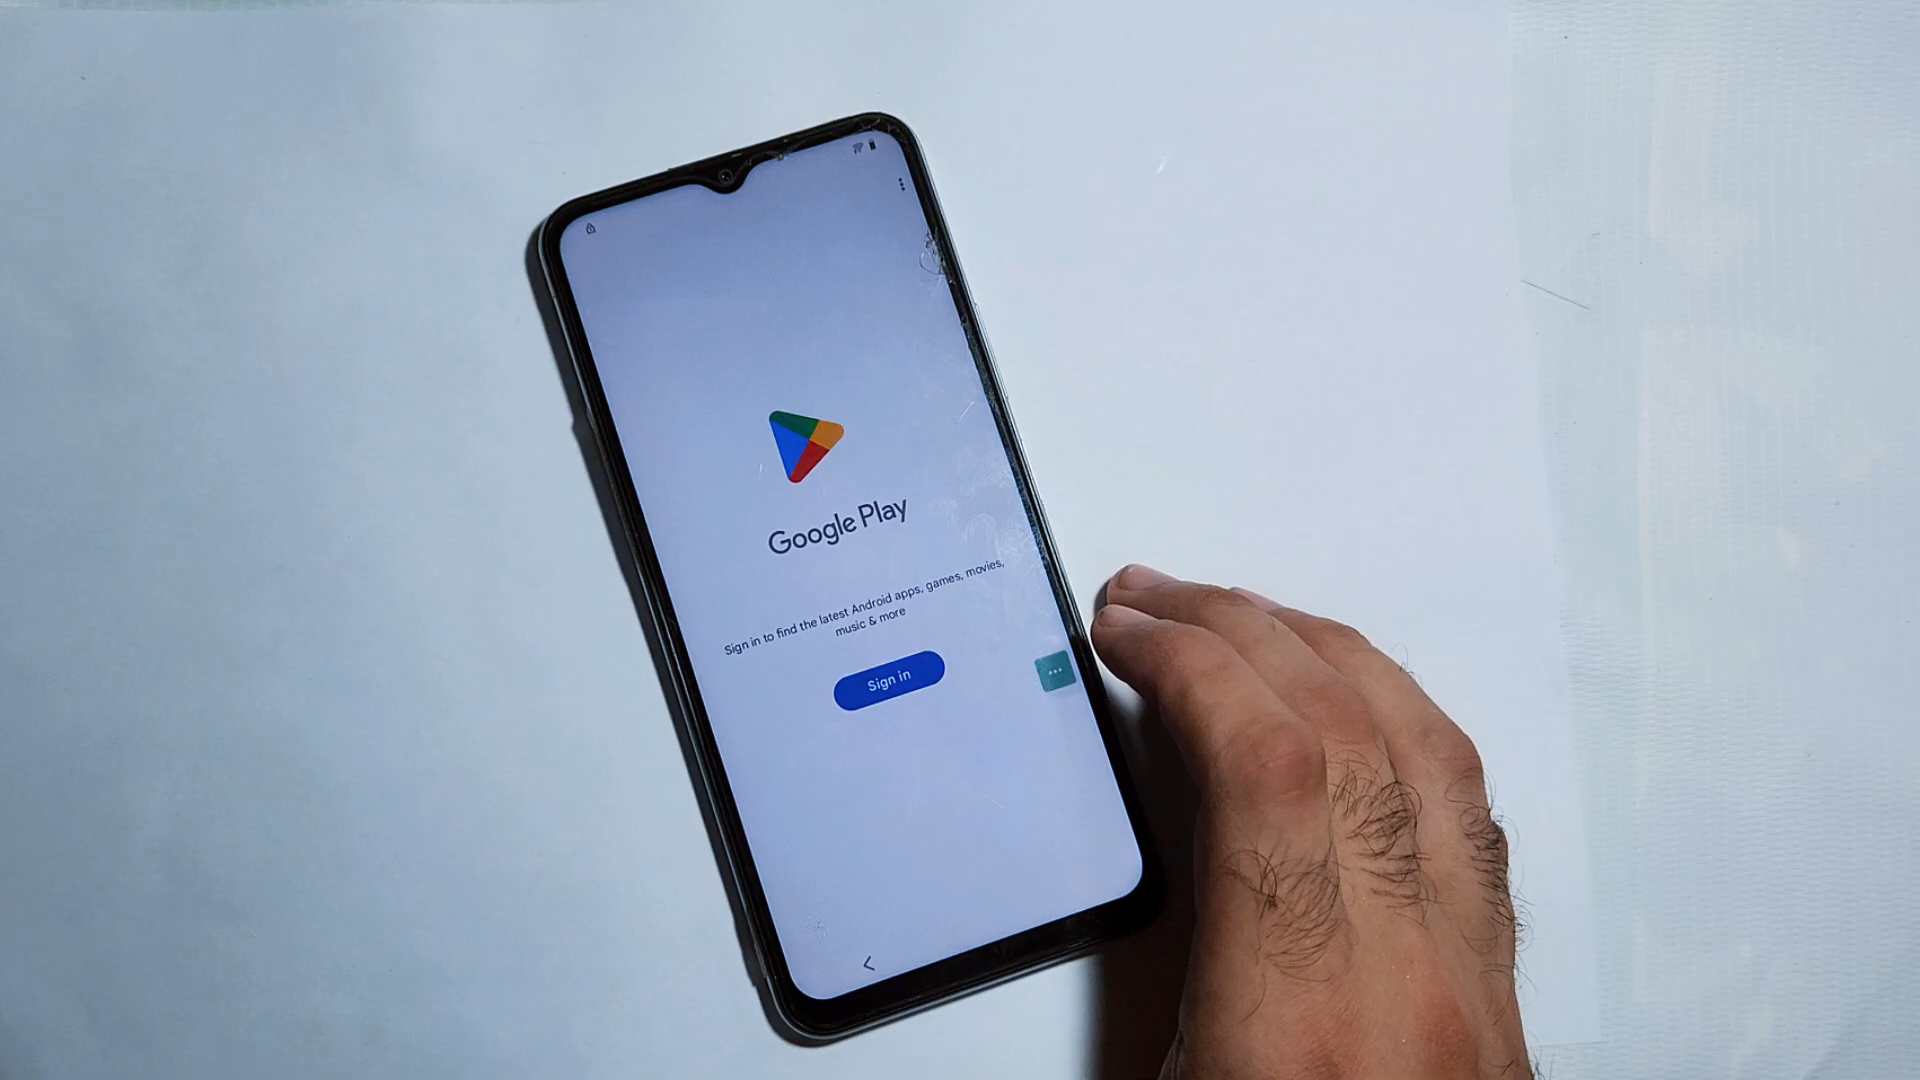 Google Play
Sign in to find the latest Android apps, games, movies,
music & more
Sign in